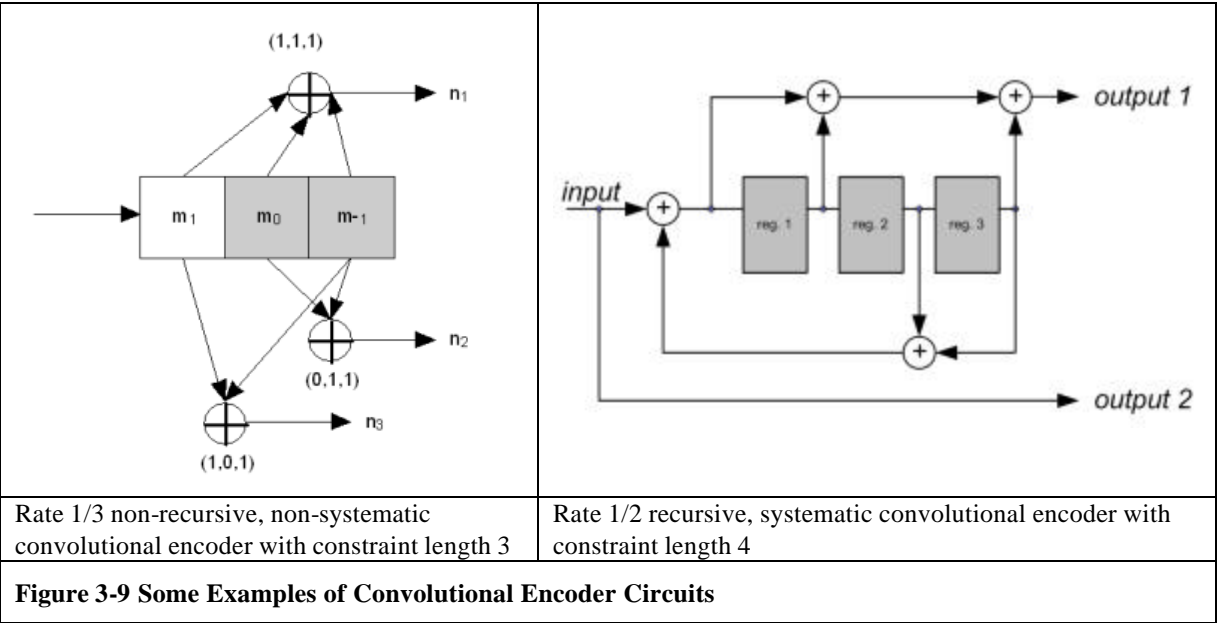 (1,1,1)
n1
m1 m0 m-1
n2
(0,1,1)
n3
(1,0,1)
output 1
input
reg. 1 reg. 2 reg. 3
output 2
Rate 1/3 non-recursive, non-systematic
convolutional encoder with constraint length 3
Rate 1/2 recursive, systematic convolutional encoder with
constraint length 4
Figure 3-9 Some Examples of Convolutional Encoder Circuits